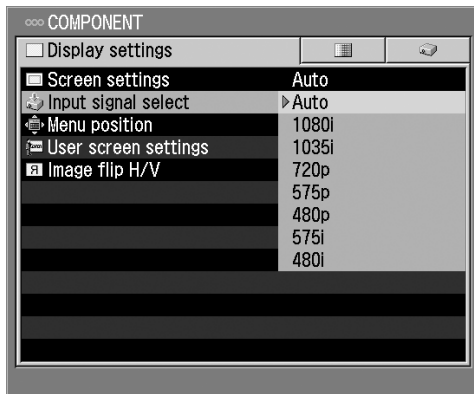 COMPONENT
Display settings
Screen settings Auto
Input signal select Auto
Menu position 1080i
User screen settings 1035i
Image flip H/V 720p
575p
480p
575i
480i